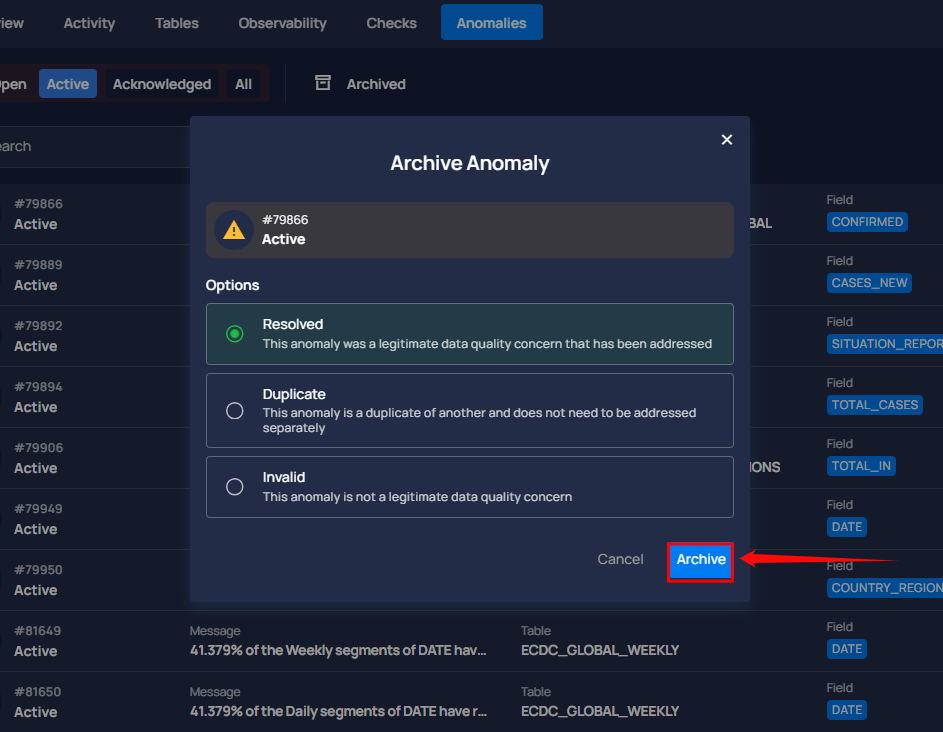 iew Activity Tables Observability Checks Anomalies
pen Active Acknowledged All Archived
earch
Archive Anomaly
#79866
Active
Options
Resolved
This anomaly was a legitimate data quality concern that has been addressed
Duplicate
This anomaly is a duplicate of another and does not need to be addressed
separately
Invalid
This anomaly is not a legitimate data quality concern
Cancel Archive
#79866 Field
Active BAL CONFIRMED
#79889 Field
Active CASES_NEW
#79892 Field
Active SITUATION_REPOR
#79894 Field
Active TOTAL_CASES
#79906 Field
Active IONS TOTAL_IN
#79949 Field
Active DATE
#79950 Field
Active COUNTRY_REGION
#81649 Message Table Field
Active 41.379% of the Weekly segments of DATE hav... ECDC_GLOBAL_WEEKLY DATE
#81650 Message Table Field
Active 41.379% of the Daily segments of DATE have r... ECDC_GLOBAL_WEEKLY DATE